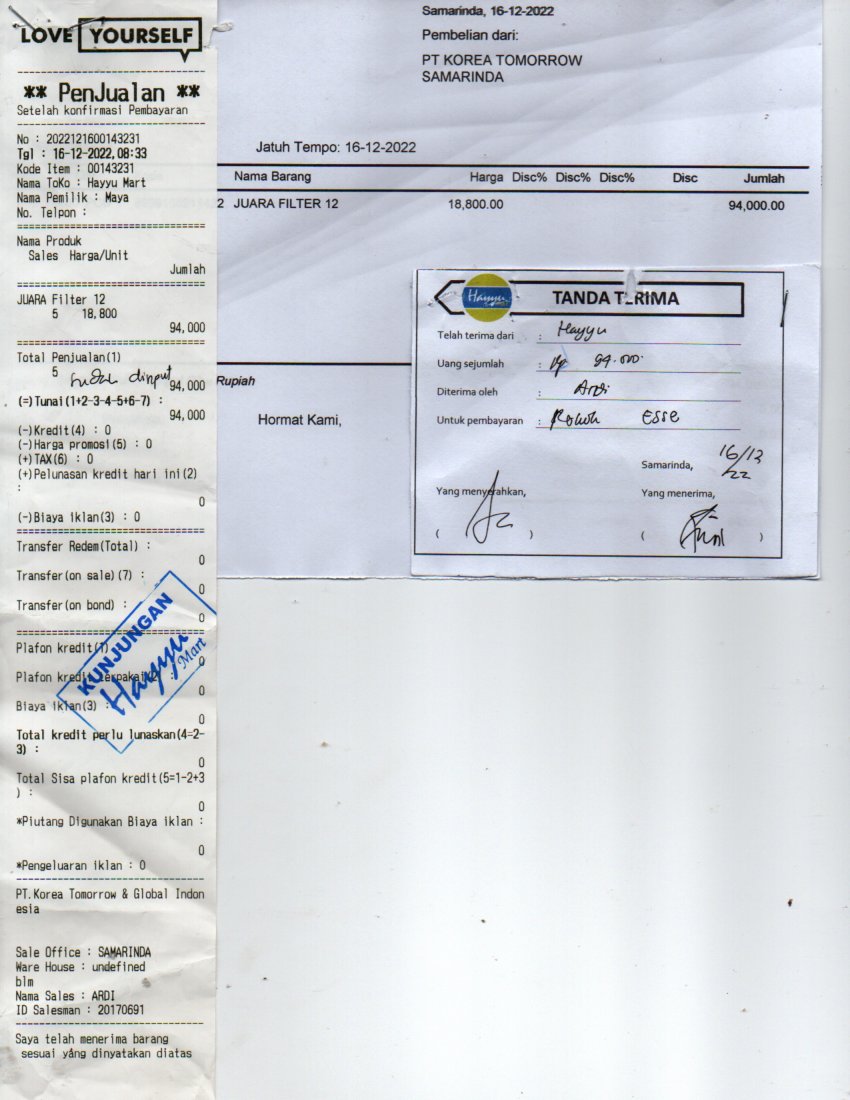 LOVE YOURSELF
** PenJualan **
Setelah konfirmasi Pembayaran
No : 2022121600143231
Tgl : 16-12-2022,08:33
Kode Item : 00143231
Nama ToKo : Hayyu Mart
Nama Pemilik : Maya
No. Telpon :
Nama Produk
Sales Harga/Unit
Jumlah
JUARA Filter 12
5 18,800
94,000
Total Penjualan(1)
5 sudah dinput 94,000
(=)Tunai(1+2-3-4-5+6-7) :
94,000
(-)Kredit(4) : 0
(-)Harga promosi(5) : 0
(+)TAX(6) : 0
(+)Pelunasan kredit hari ini(2)
:
0
(-)Biaya iklan(3) : 0
Transfer Redem(Total) :
0
Transfer(on sale)(7) :
0
Transfer(on bond) :
0
Plafon kredit(1)
0
Plafon kredit terpakai(2) :
0
Biaya iklan(3) :
0
Total kredit perlu lunaskan(4=2-
3) :
0
Total Sisa plafon kredit(5=1-2+3
) :
0
*Piutang Digunakan Biaya iklan :
0
*Pengeluaran iklan : 0
PT.Korea Tomorrow & Global Indon
esia
Sale Office : SAMARINDA
Ware House : undefined
blm
Nama Sales : ARDI
ID Salesman : 20170691
Saya telah menerima barang
sesuai yang dinyatakan diatas
KUNJUNGAN
Hayyu Mart
Samarinda, 16-12-2022
Pembelian dari:
PT KOREA TOMORROW
SAMARINDA
Jatuh Tempo: 16-12-2022
Nama Barang Harga Disc% Disc% Disc% Disc Jumlah
2 JUARA FILTER 12 18,800.00 94,000.00
Rupiah
Hormat Kami,
Hayyu
TANDA TERIMA
Telah terima dari : Hayyu
Uang sejumlah : Rp 94.000.
Diterima oleh : Ardi
Untuk pembayaran : Rokok Esse
Samarinda, 16/12
22
Yang menyerahkan, Yang menerima,
( ) ( )